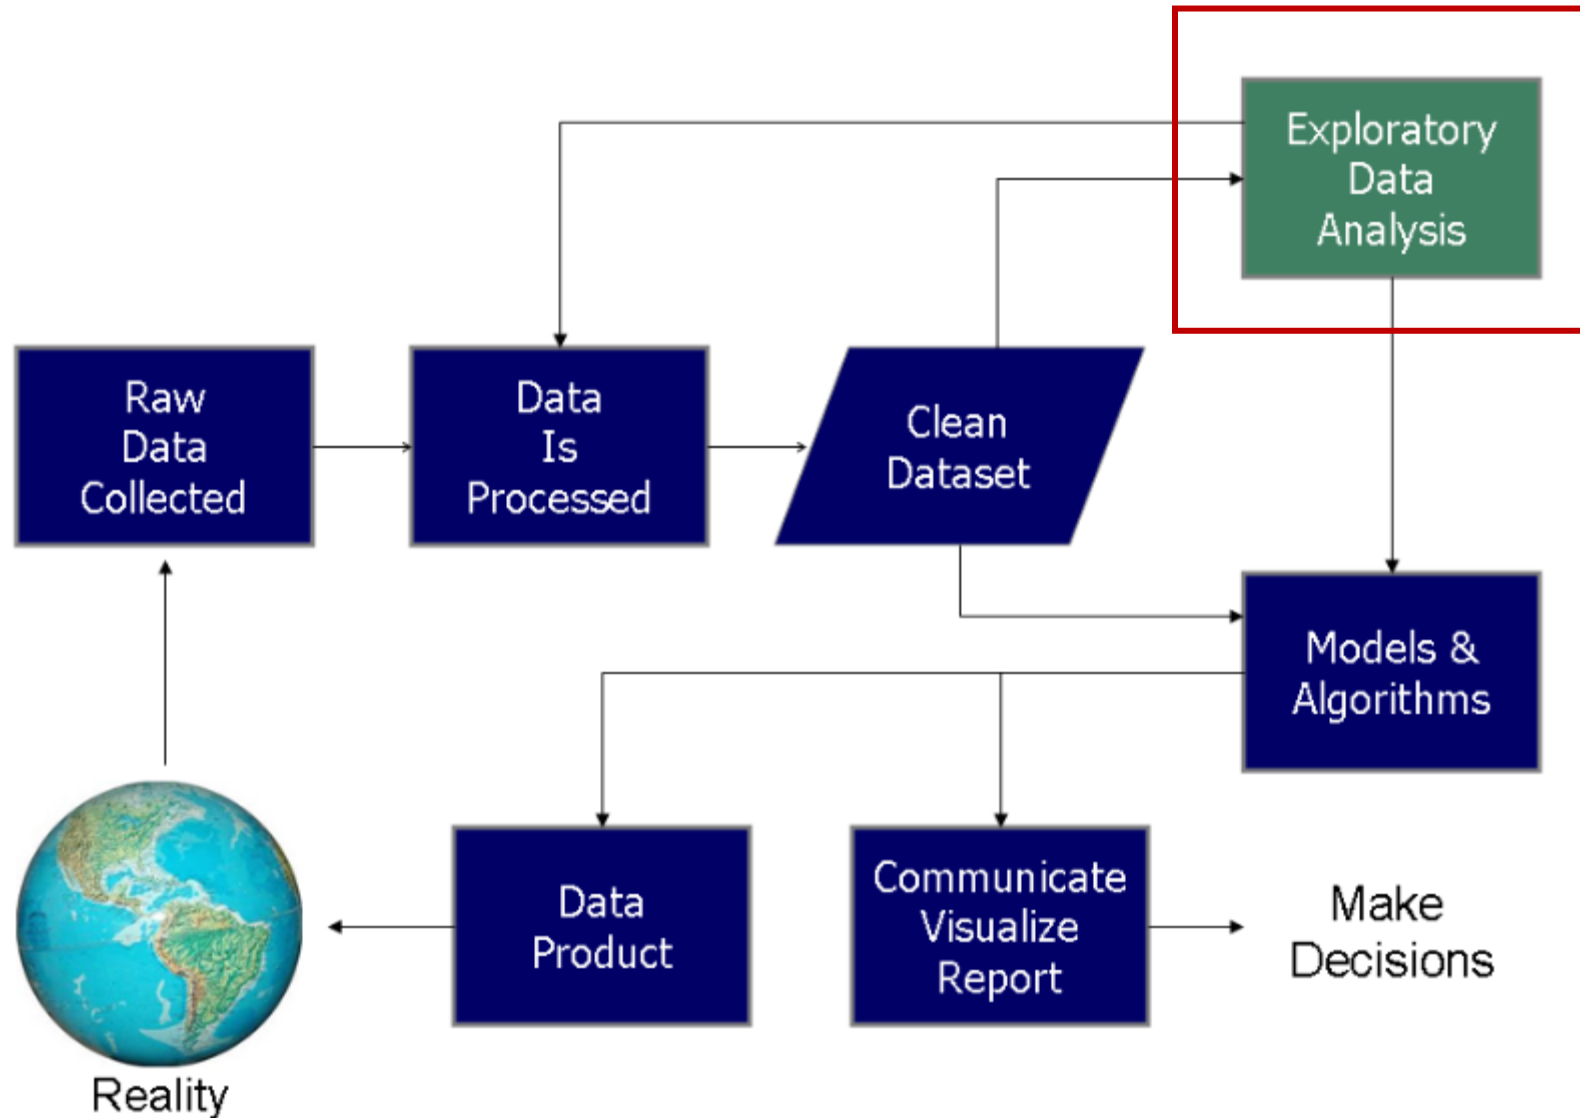 Exploratory
Data
Analysis
Raw
Data
Collected
Data
Is
Processed
Clean
Dataset
Models &
Algorithms
Data
Product
Communicate
Visualize
Report
Make
Decisions
Reality